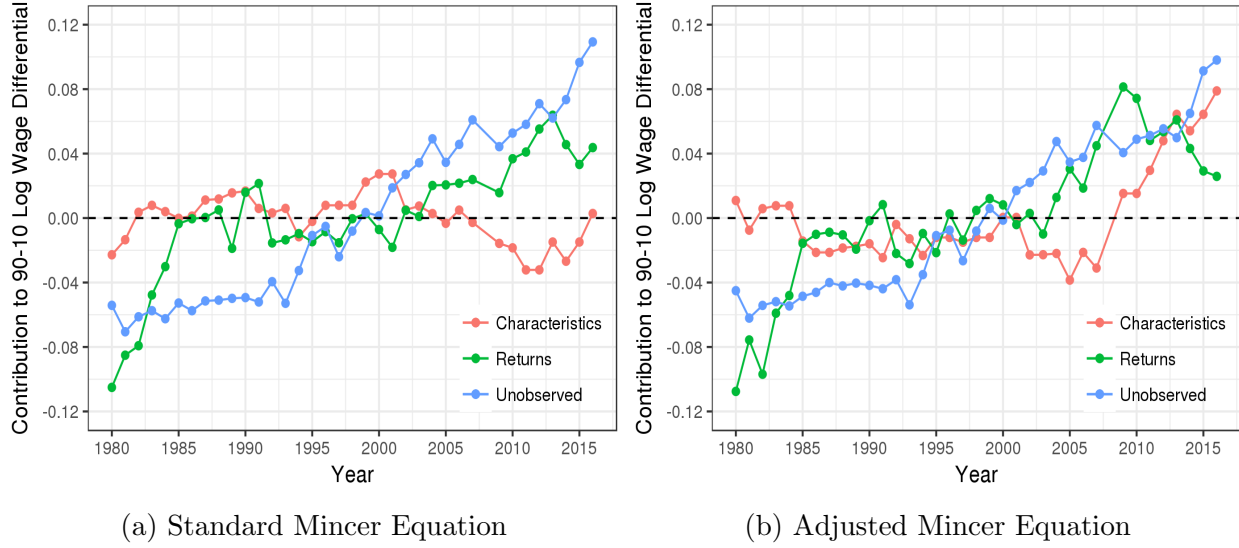 Contribution to 90-10 Log Wage Differential
0.12
0.08
0.04
0.00
-0.04
-0.08
-0.12
Characteristics
Returns
Unobserved
1980 1985 1990 1995 2000 2005 2010 2015
Year
(a) Standard Mincer Equation
Contribution to 90-10 Log Wage Differential
0.12
0.08
0.04
0.00
-0.04
-0.08
-0.12
Characteristics
Returns
Unobserved
1980 1985 1990 1995 2000 2005 2010 2015
Year
(b) Adjusted Mincer Equation